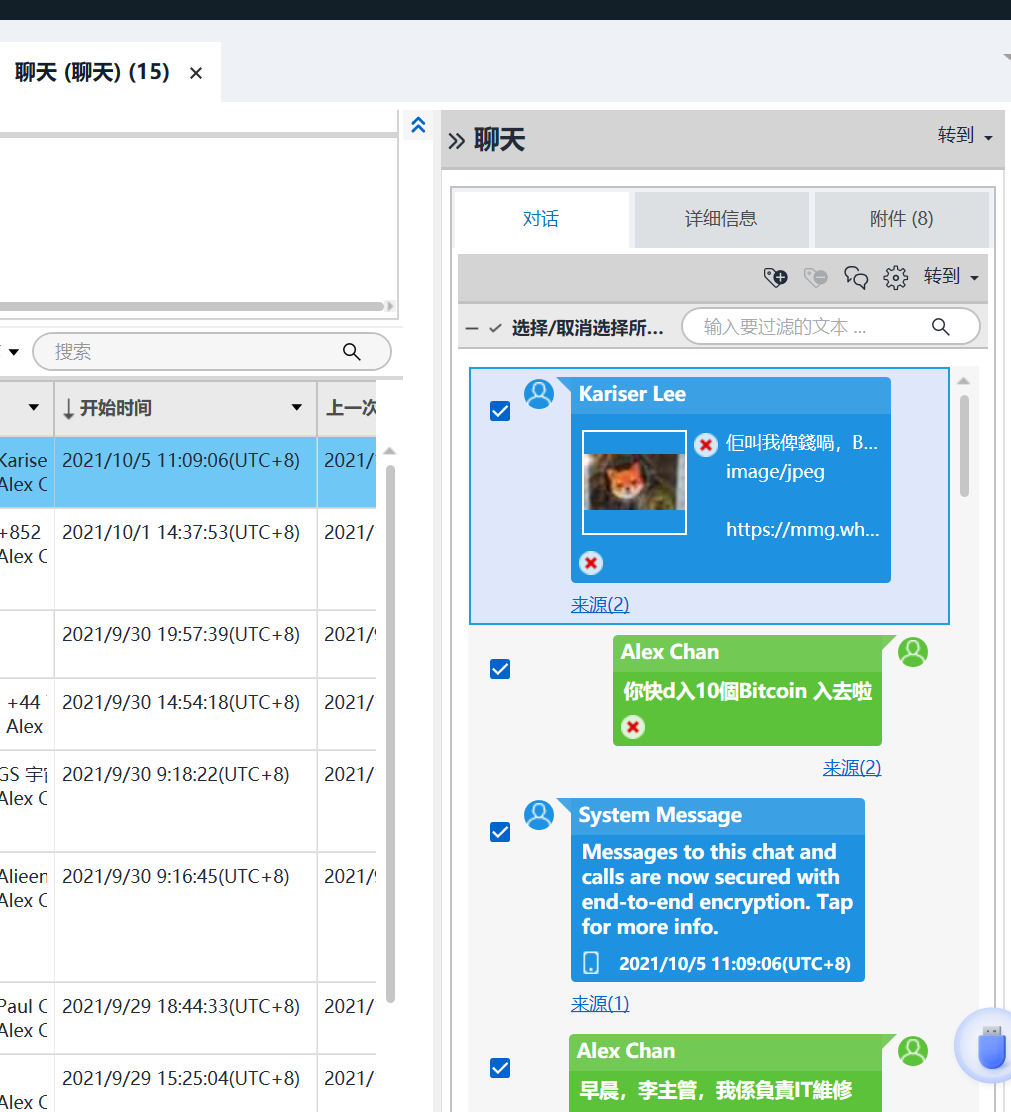 聊天 (聊天) (15)
聊天
转到
对话
详细信息
附件 (8)
转到
选择/取消选择所...
输入要过滤的文本 ...
搜索
开始时间
上一次
Karise
Alex C
2021/10/5 11:09:06(UTC+8)
2021/
+852
Alex C
2021/10/1 14:37:53(UTC+8)
2021/
2021/9/30 19:57:39(UTC+8)
2021/9
+44
Alex
2021/9/30 14:54:18(UTC+8)
2021/
GS 宇宙
Alex C
2021/9/30 9:18:22(UTC+8)
2021/
Alieen
Alex C
2021/9/30 9:16:45(UTC+8)
2021/9
Paul C
Alex C
2021/9/29 18:44:33(UTC+8)
2021/
Alex C
2021/9/29 15:25:04(UTC+8)
2021/
Kariser Lee
佢叫我俾錢喎，B...
image/jpeg
https://mmg.wh...
来源(2)
Alex Chan
你快d入10個Bitcoin 入去啦
来源(2)
System Message
Messages to this chat and
calls are now secured with
end-to-end encryption. Tap
for more info.
2021/10/5 11:09:06(UTC+8)
来源(1)
Alex Chan
早晨，李主管，我係負責IT維修